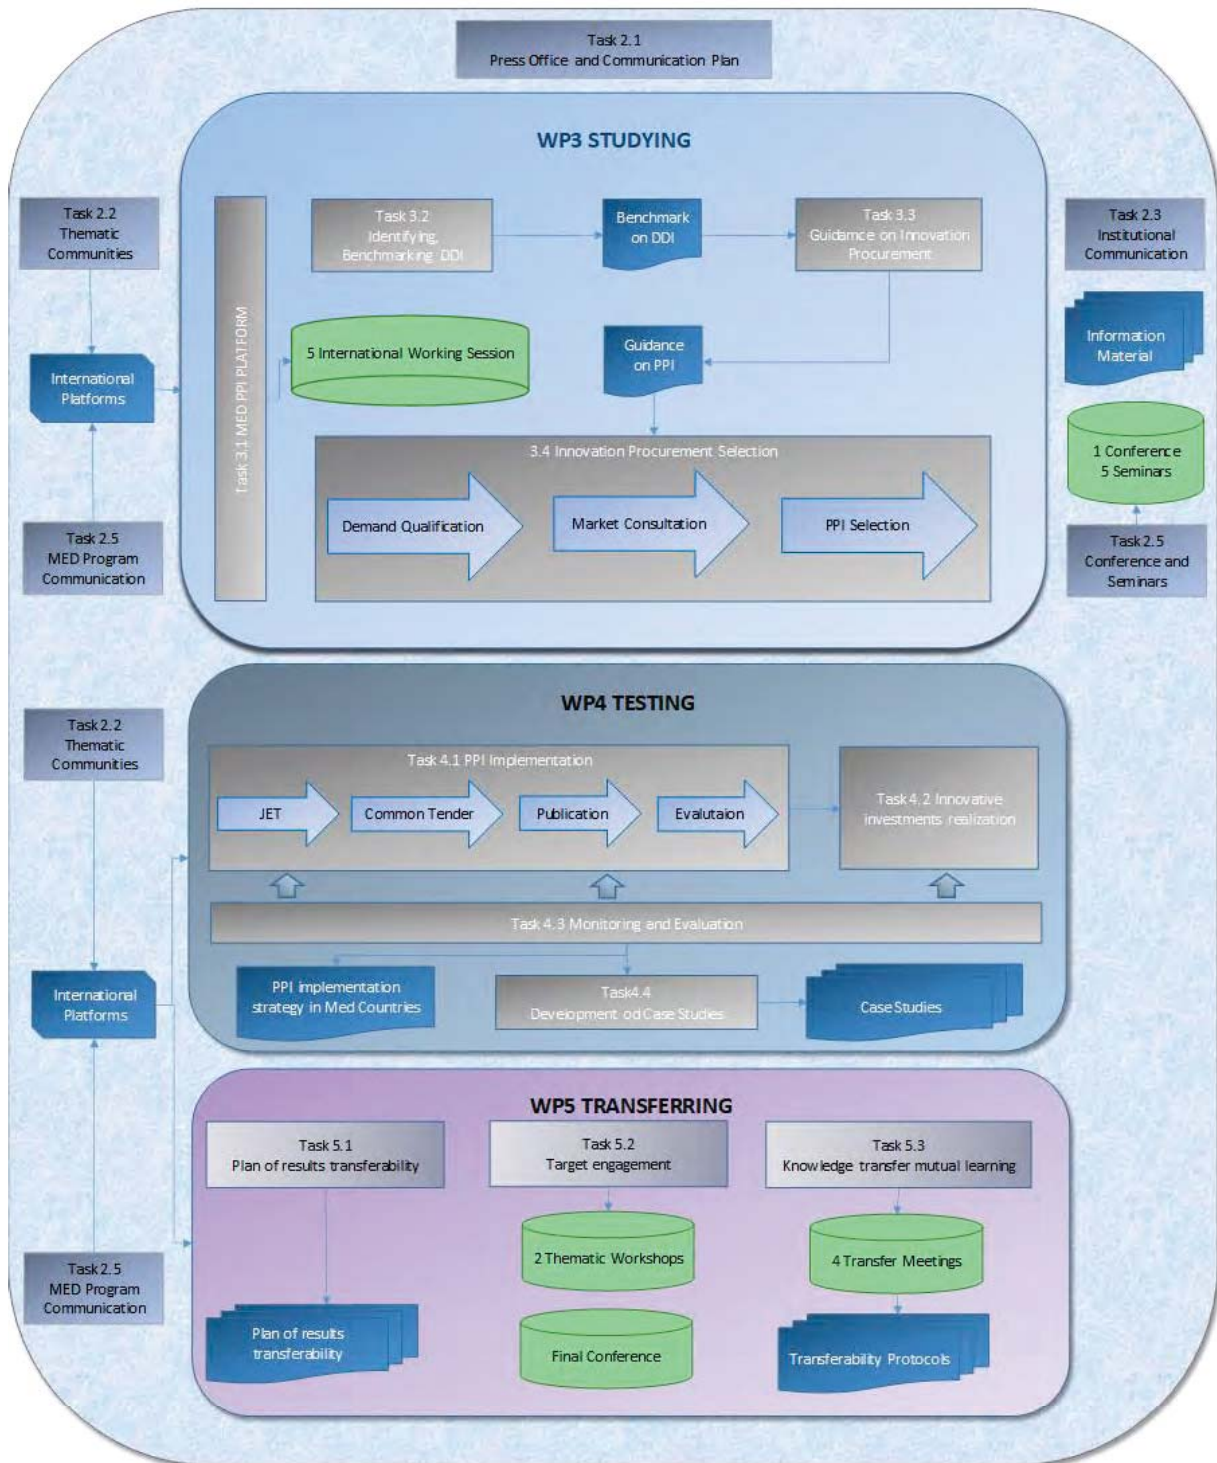 Task 2.1
Press Office and Communication Plan
WP3 STUDYING
Task 2.2
Thematic
Communities
International
Platforms
Task 2.5
MED Program
Communication
Task 3.1 MED PPI PLATFORM
Task 3.2
Identifying,
Benchmarking DDI
Benchmark
on DDI
Task 3.3
Guidamce on Innovation
Procurement
5 International Working Session
Guidance
on PPI
3.4 Innovation Procurement Selection
Demand Qualification
Market Consultation
PPI Selection
Task 2.3
Institutional
Communication
Information
Material
1 Conference
5 Seminars
Task 2.5
Conference and
Seminars
WP4 TESTING
Task 2.2
Thematic
Communities
International
Platforms
Task 2.5
MED Program
Communication
Task 4.1 PPI Implementation
JET
Common Tender
Publication
Evalutaion
Task 4.2 Innovative
investments realization
Task 4.3 Monitoring and Evaluation
PPI implementation
strategy in Med Countries
Task4.4
Development od Case Studies
Case Studies
WP5 TRANSFERRING
Task 5.1
Plan of results transferability
Task 5.2
Target engagement
Task 5.3
Knowledge transfer mutual learning
2 Thematic Workshops
4 Transfer Meetings
Plan of results
transferability
Final Conference
Transferability Protocols